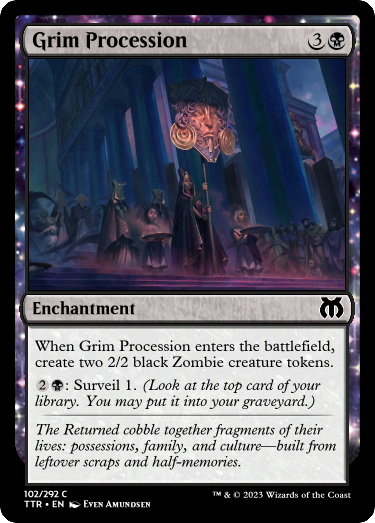 Grim Procession 3
Enchantment
When Grim Procession enters the battlefield,
create two 2/2 black Zombie creature tokens.
2 : Surveil 1. (Look at the top card of your
library. You may put it into your graveyard.)
The Returned cobble together fragments of their
lives: possessions, family, and culture—built from
leftover scraps and half-memories.
102/292 C
TTR • EN Even Amundsen
™ & © 2023 Wizards of the Coast